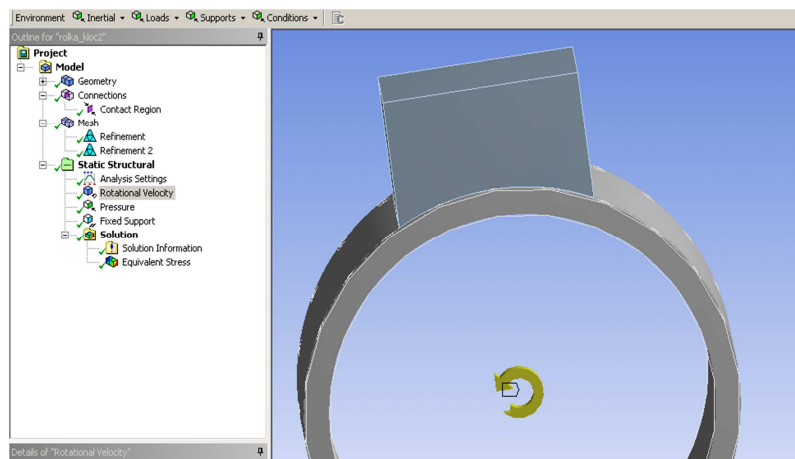 Environment Inertial Loads Supports Conditions
Outline for "rolka_kloc2"
Project
Model
Geometry
Connections
Contact Region
Mesh
Refinement
Refinement 2
Static Structural
Analysis Settings
Rotational Velocity
Pressure
Fixed Support
Solution
Solution Information
Equivalent Stress
Details of "Rotational Velocity"